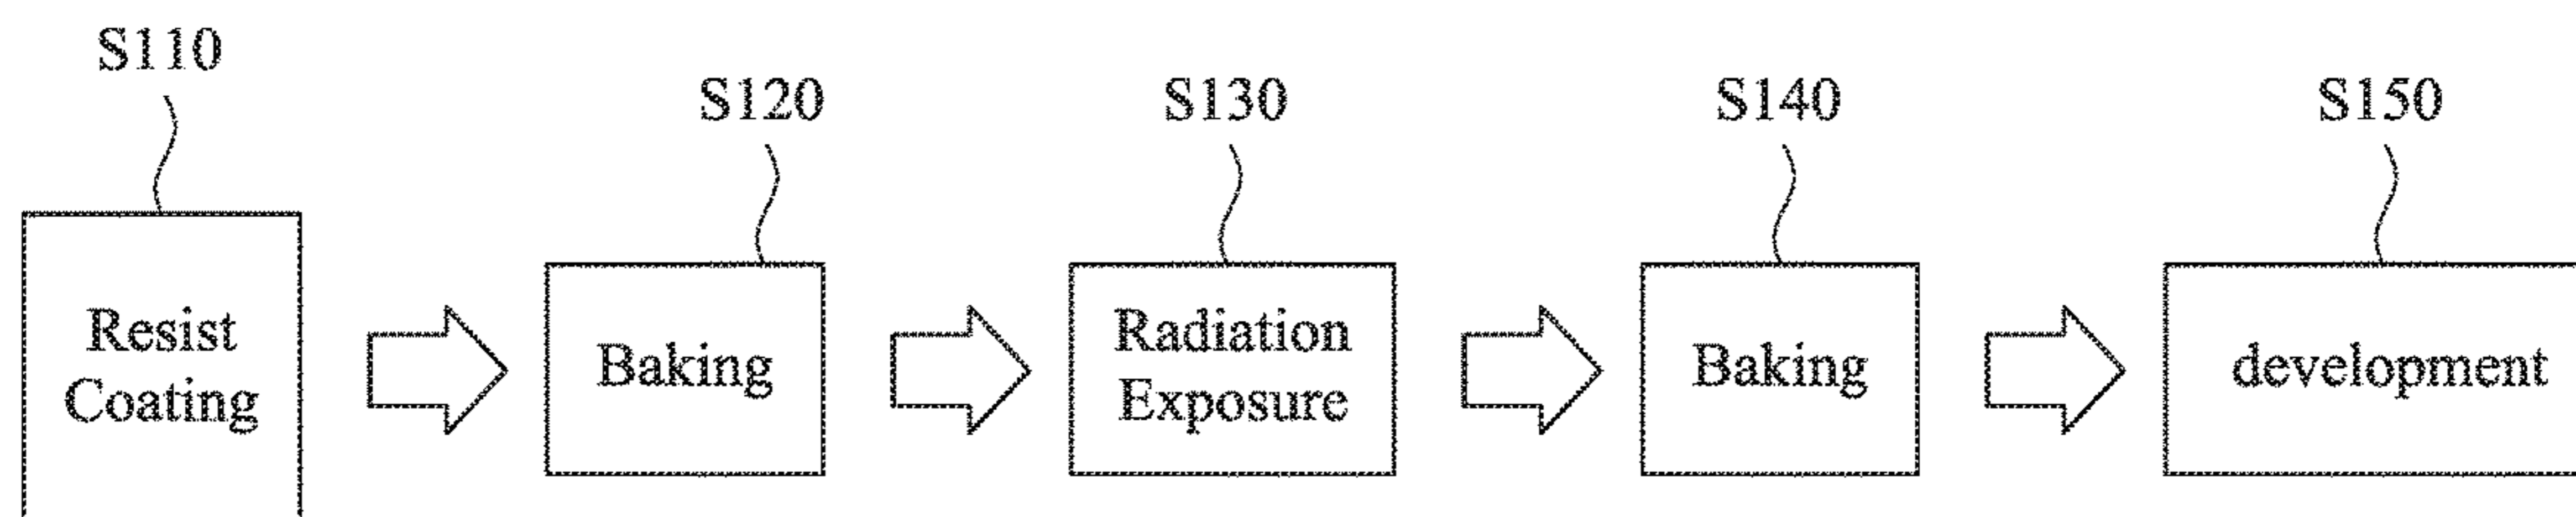 S110
S120
S130
S140
S150
Resist
Coating
Baking
Radiation
Exposure
Baking
development